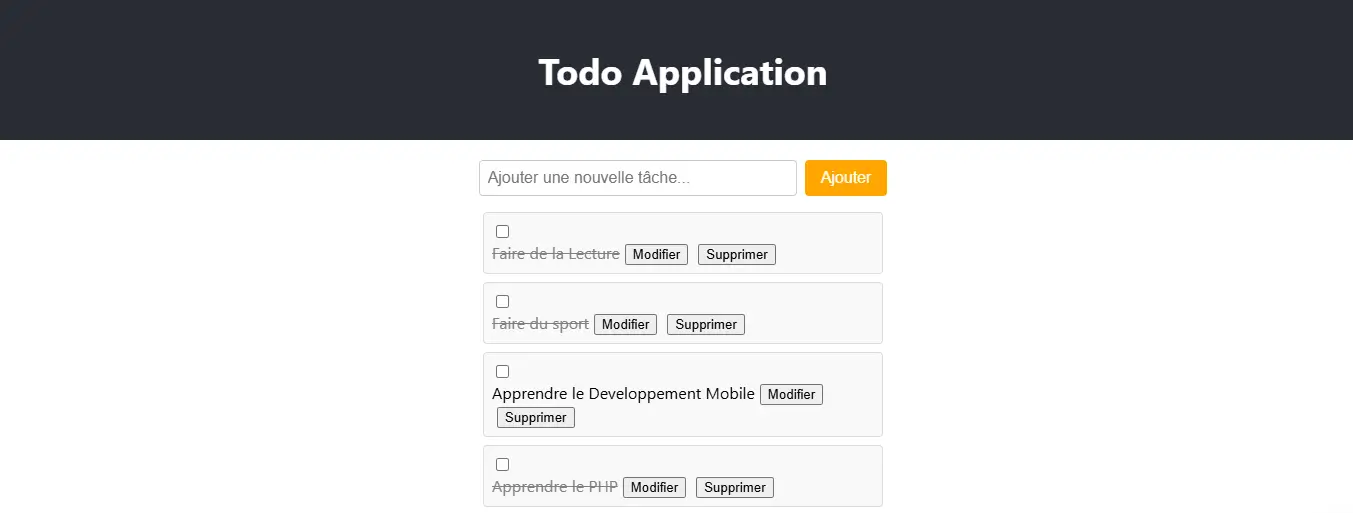 Todo Application
Ajouter une nouvelle tâche... Ajouter
Faire de la Lecture Modifier Supprimer
Faire du sport Modifier Supprimer
Apprendre le Developpement Mobile Modifier
Supprimer
Apprendre le PHP Modifier Supprimer